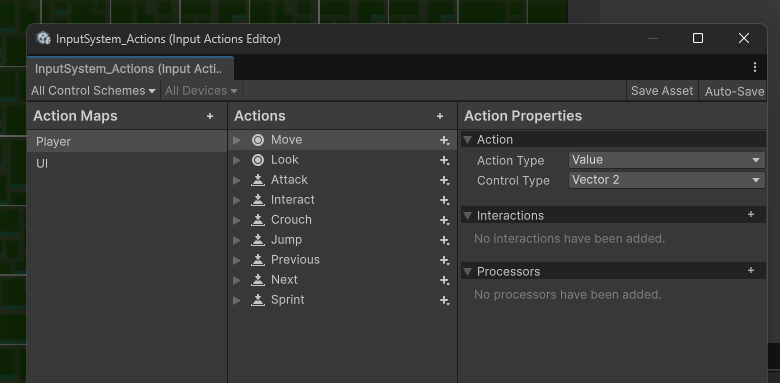 InputSystem_Actions (Input Actions Editor)
InputSystem_Actions (Input Acti..
All Control Schemes All Devices Save Asset Auto-Save
Action Maps + Actions + Action Properties
Player
UI
Move
Look
Attack
Interact
Crouch
Jump
Previous
Next
Sprint
Action
Action Type Value
Control Type Vector 2
Interactions +
No interactions have been added.
Processors +
No processors have been added.